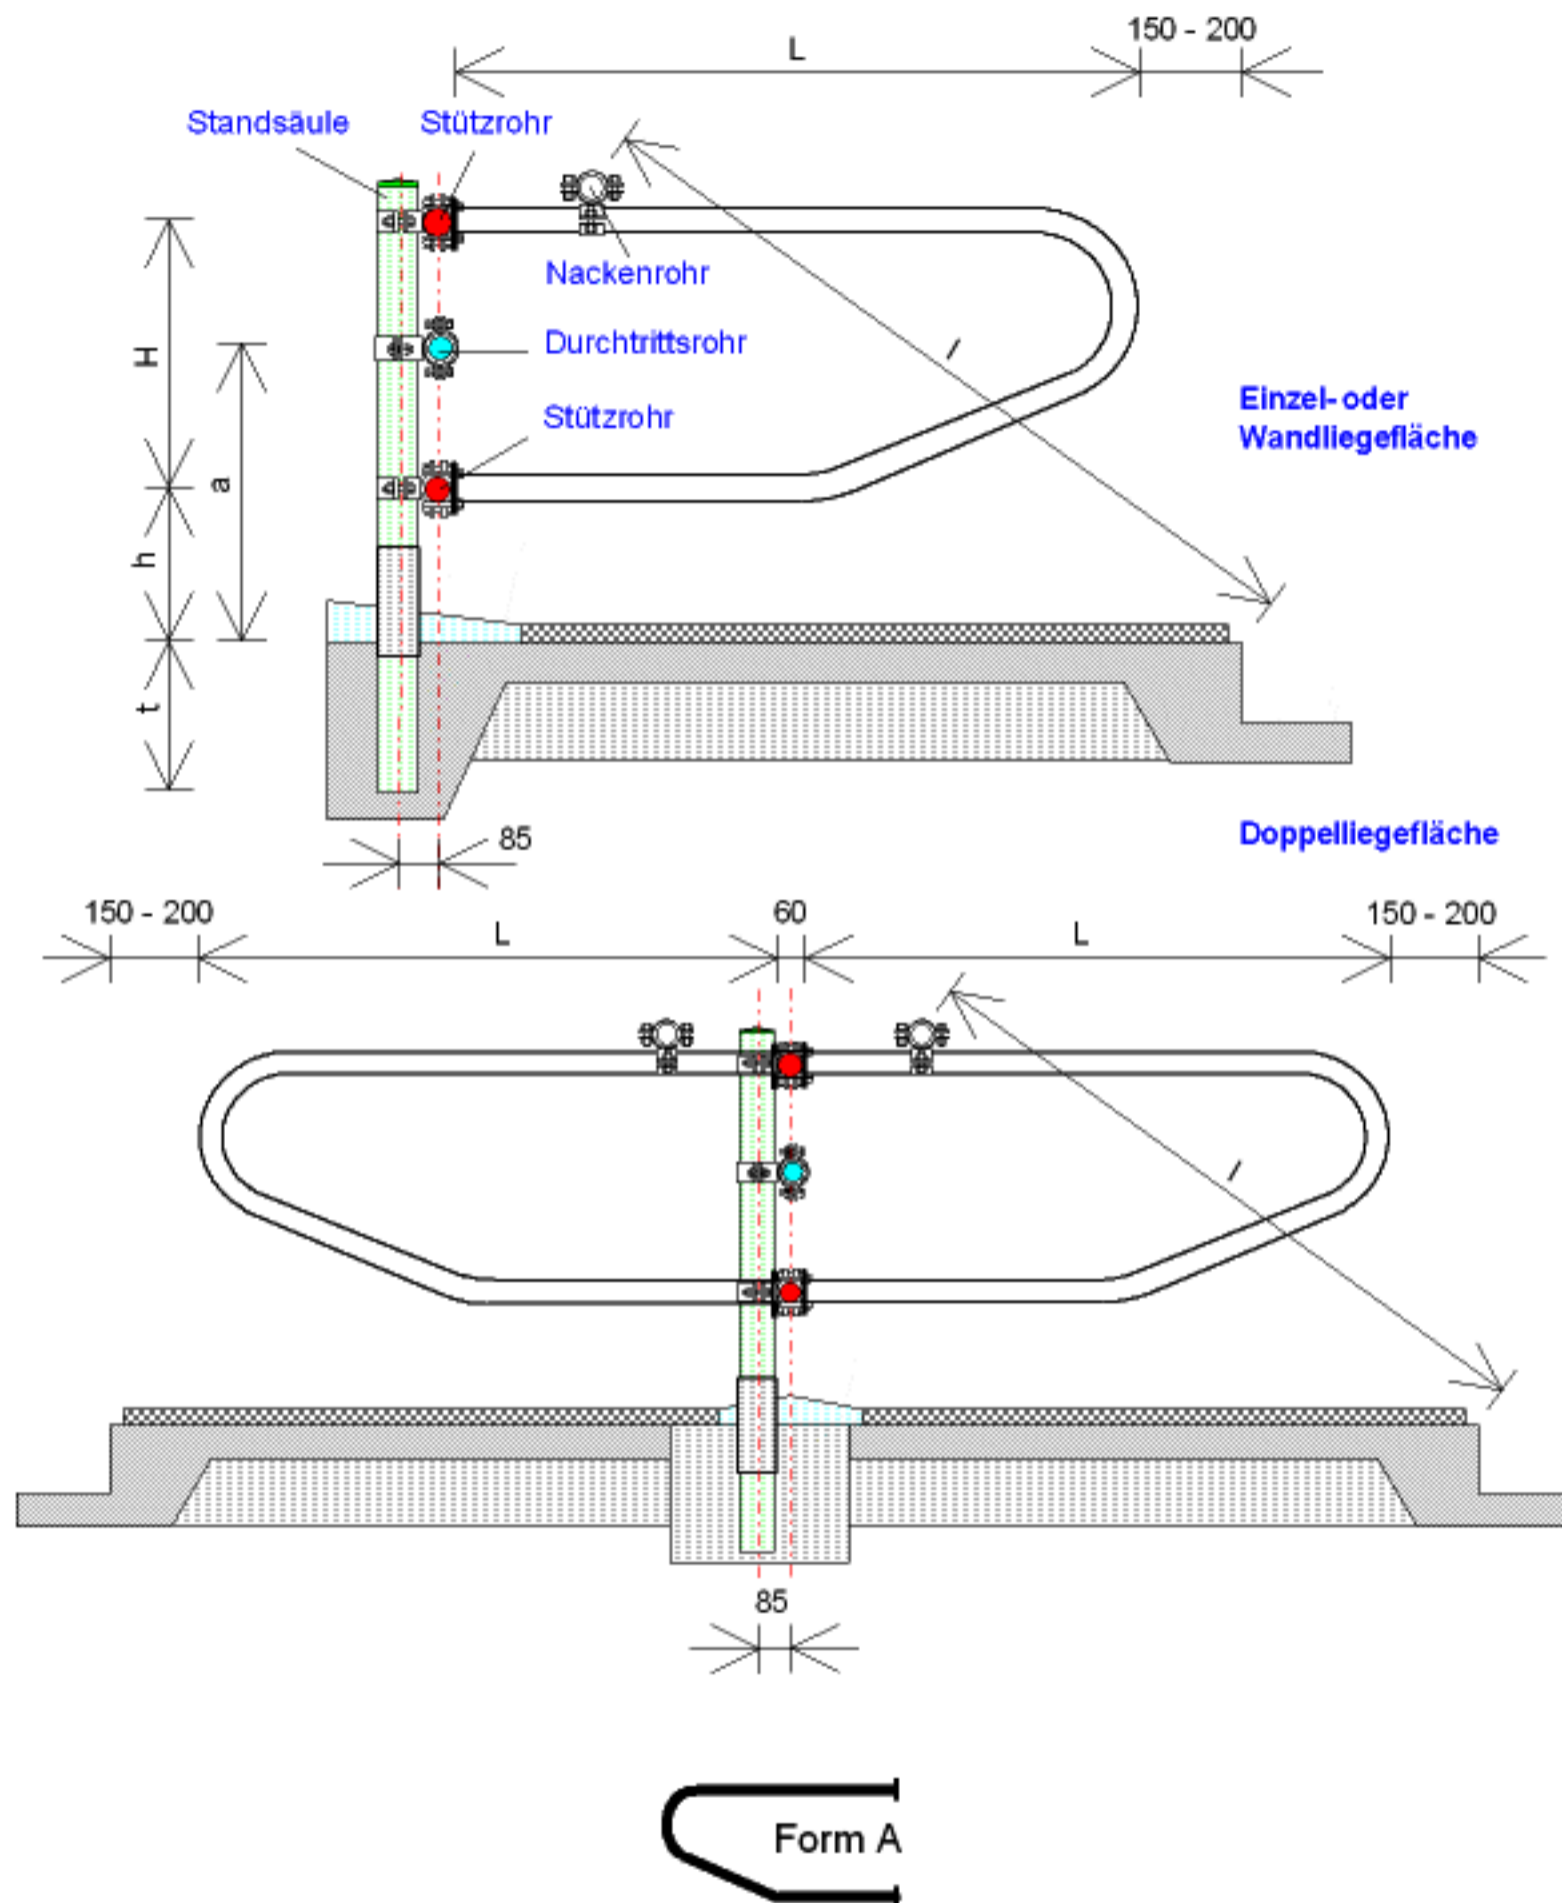 L
150 - 200
Standsäule
Stützrohr
Nackenrohr
Durchtrittsrohr
Stützrohr
H
a
h
t
l
Einzel- oder
Wandliegefläche
85
Doppelliegefläche
150 - 200
L
60
L
150 - 200
l
85
Form A